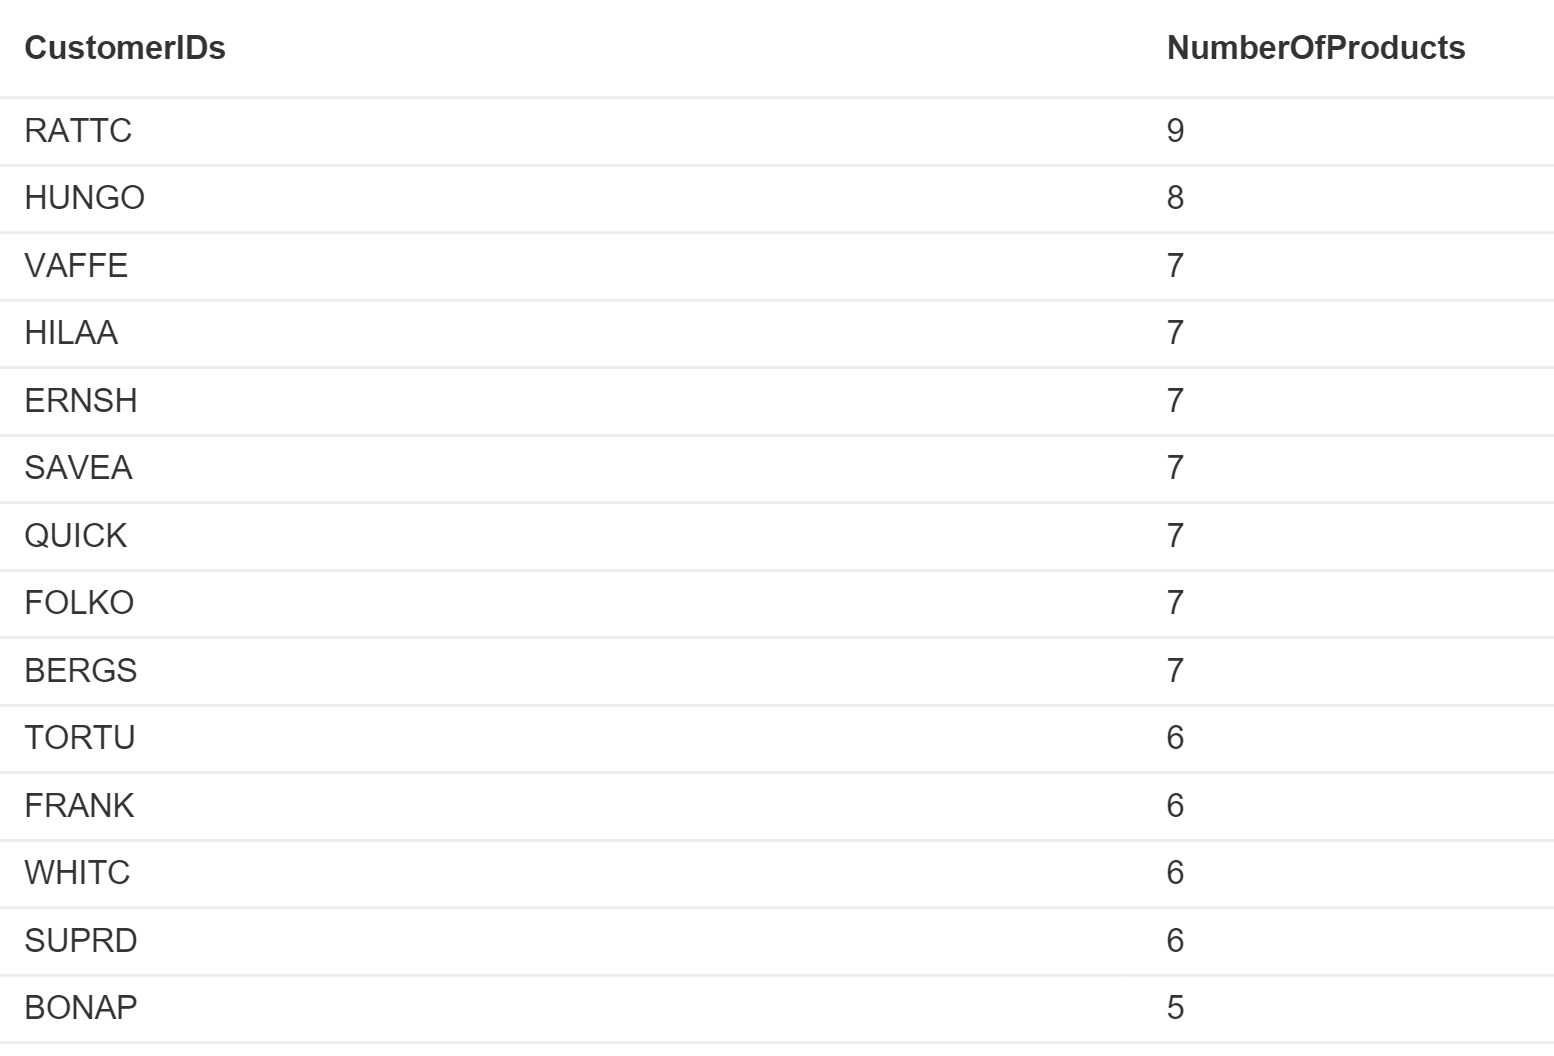 CustomerIDs NumberOfProducts
RATTC 9
HUNGO 8
VAFFE 7
HILAA 7
ERNSH 7
SAVEA 7
QUICK 7
FOLKO 7
BERGS 7
TORTU 6
FRANK 6
WHITC 6
SUPRD 6
BONAP 5